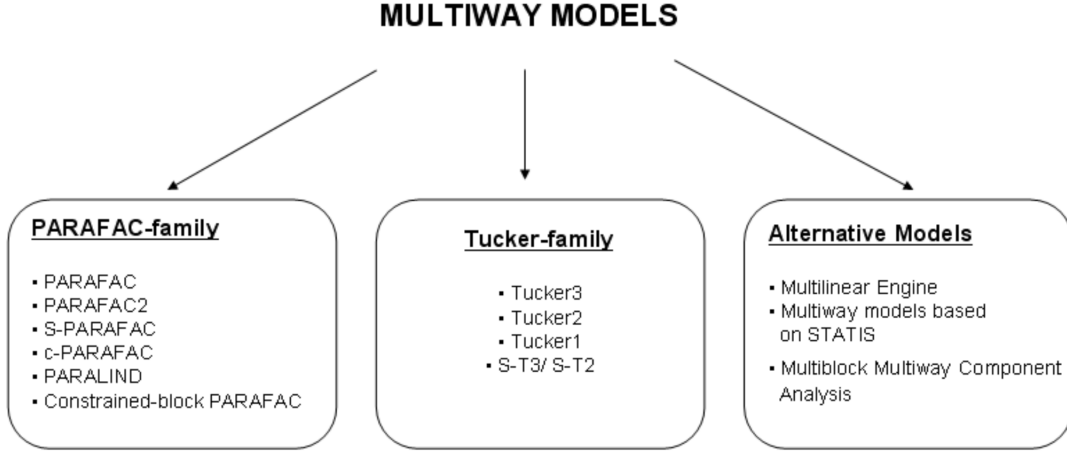 MULTIWAY MODELS
PARAFAC-family
▪ PARAFAC
▪ PARAFAC2
▪ S-PARAFAC
▪ c-PARAFAC
▪ PARALIND
▪ Constrained-block PARAFAC
Tucker-family
▪ Tucker3
▪ Tucker2
▪ Tucker1
▪ S-T3/ S-T2
Alternative Models
▪ Multilinear Engine
▪ Multiway models based
on STATIS
▪ Multiblock Multiway Component
Analysis